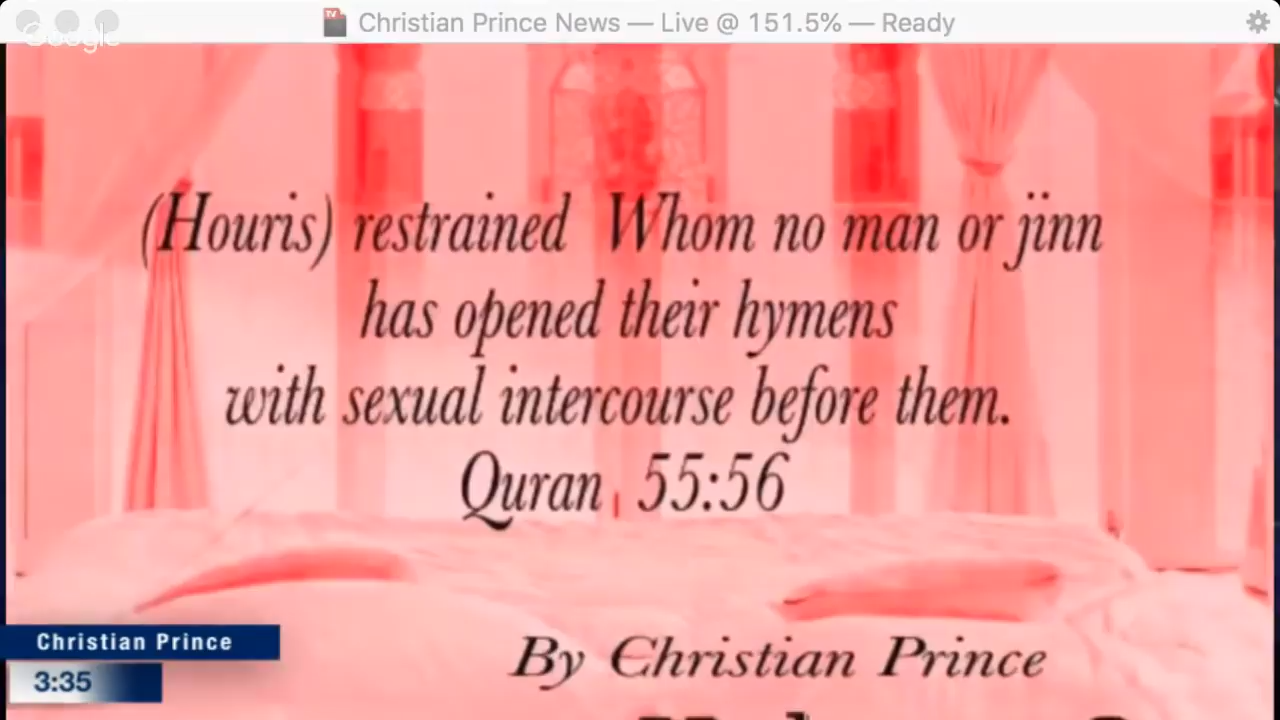 Christian Prince News — Live @ 151.5% — Ready
Google
(Houris) restrained Whom no man or jinn
has opened their hymens
with sexual intercourse before them.
Quran 55:56
Christian Prince
3:35
By Christian Prince